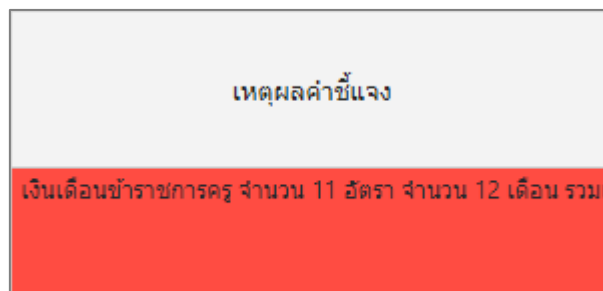 เหตุผลคำชี้แจง
เงินเดือนข้าราชการครู จำนวน 11 อัตรา จำนวน 12 เดือน รวม